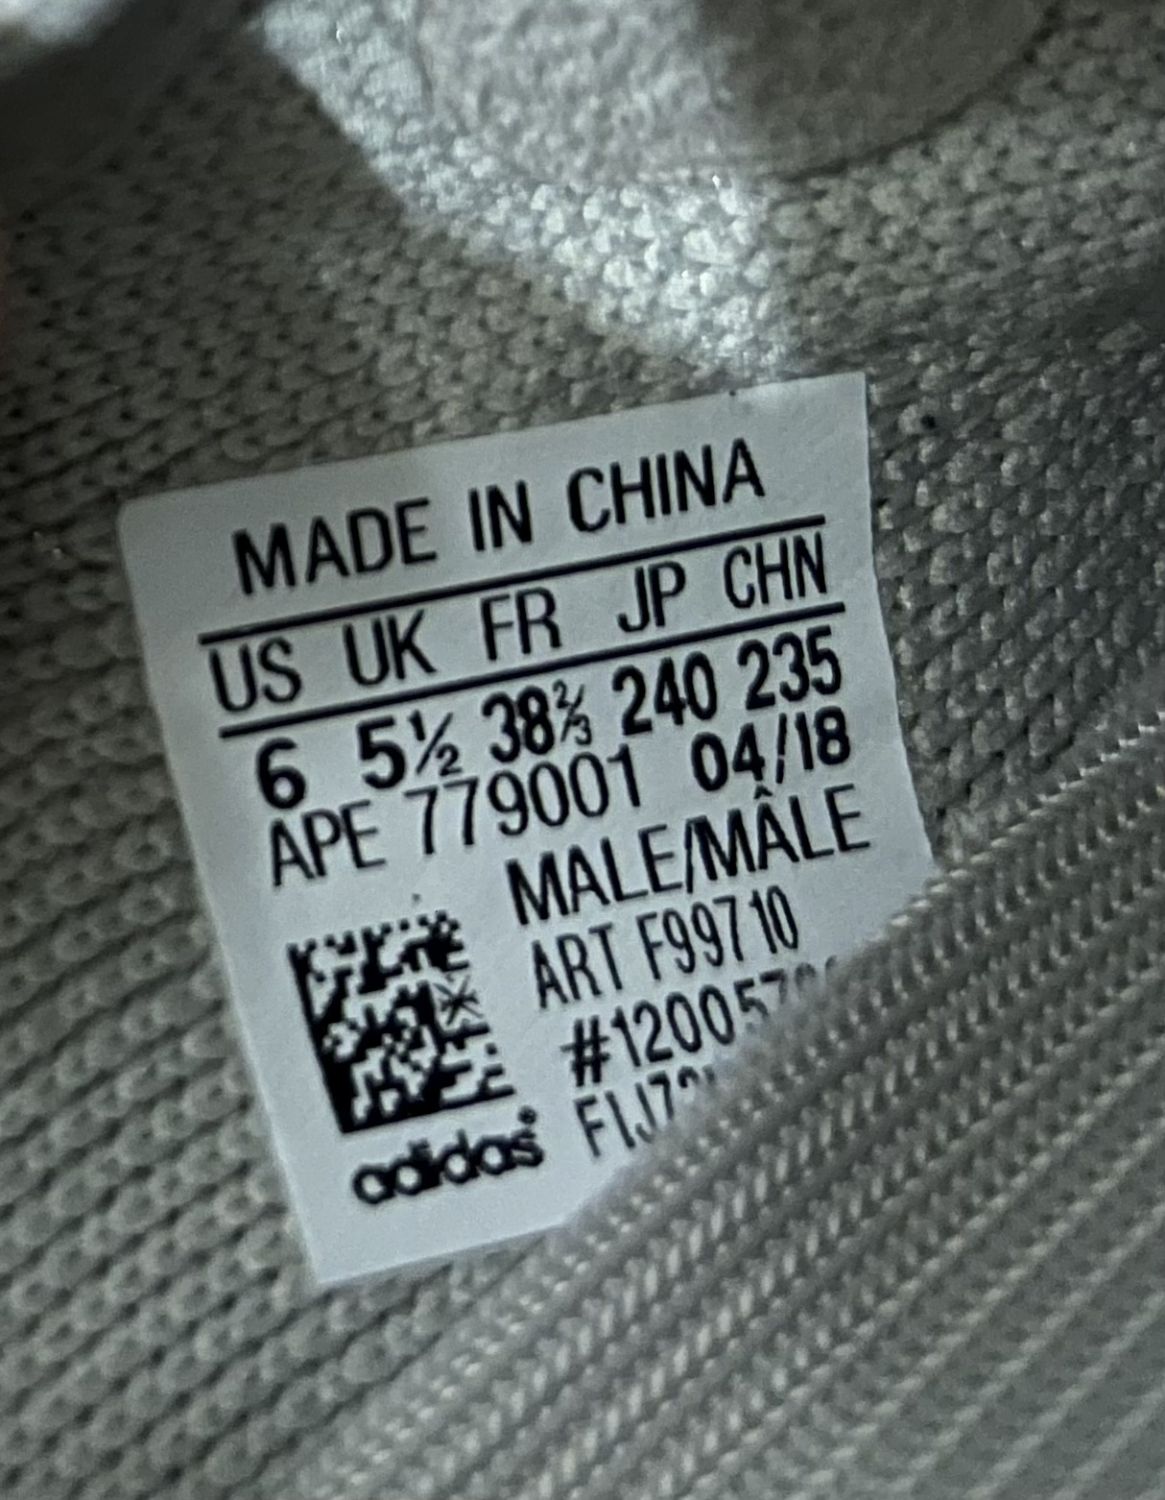 MADE IN CHINA
US UK FR JP CHN
6 5½ 38⅔ 240 235
APE 779001 04/18
MALE/MÂLE
ART F99710
#120057
adidas